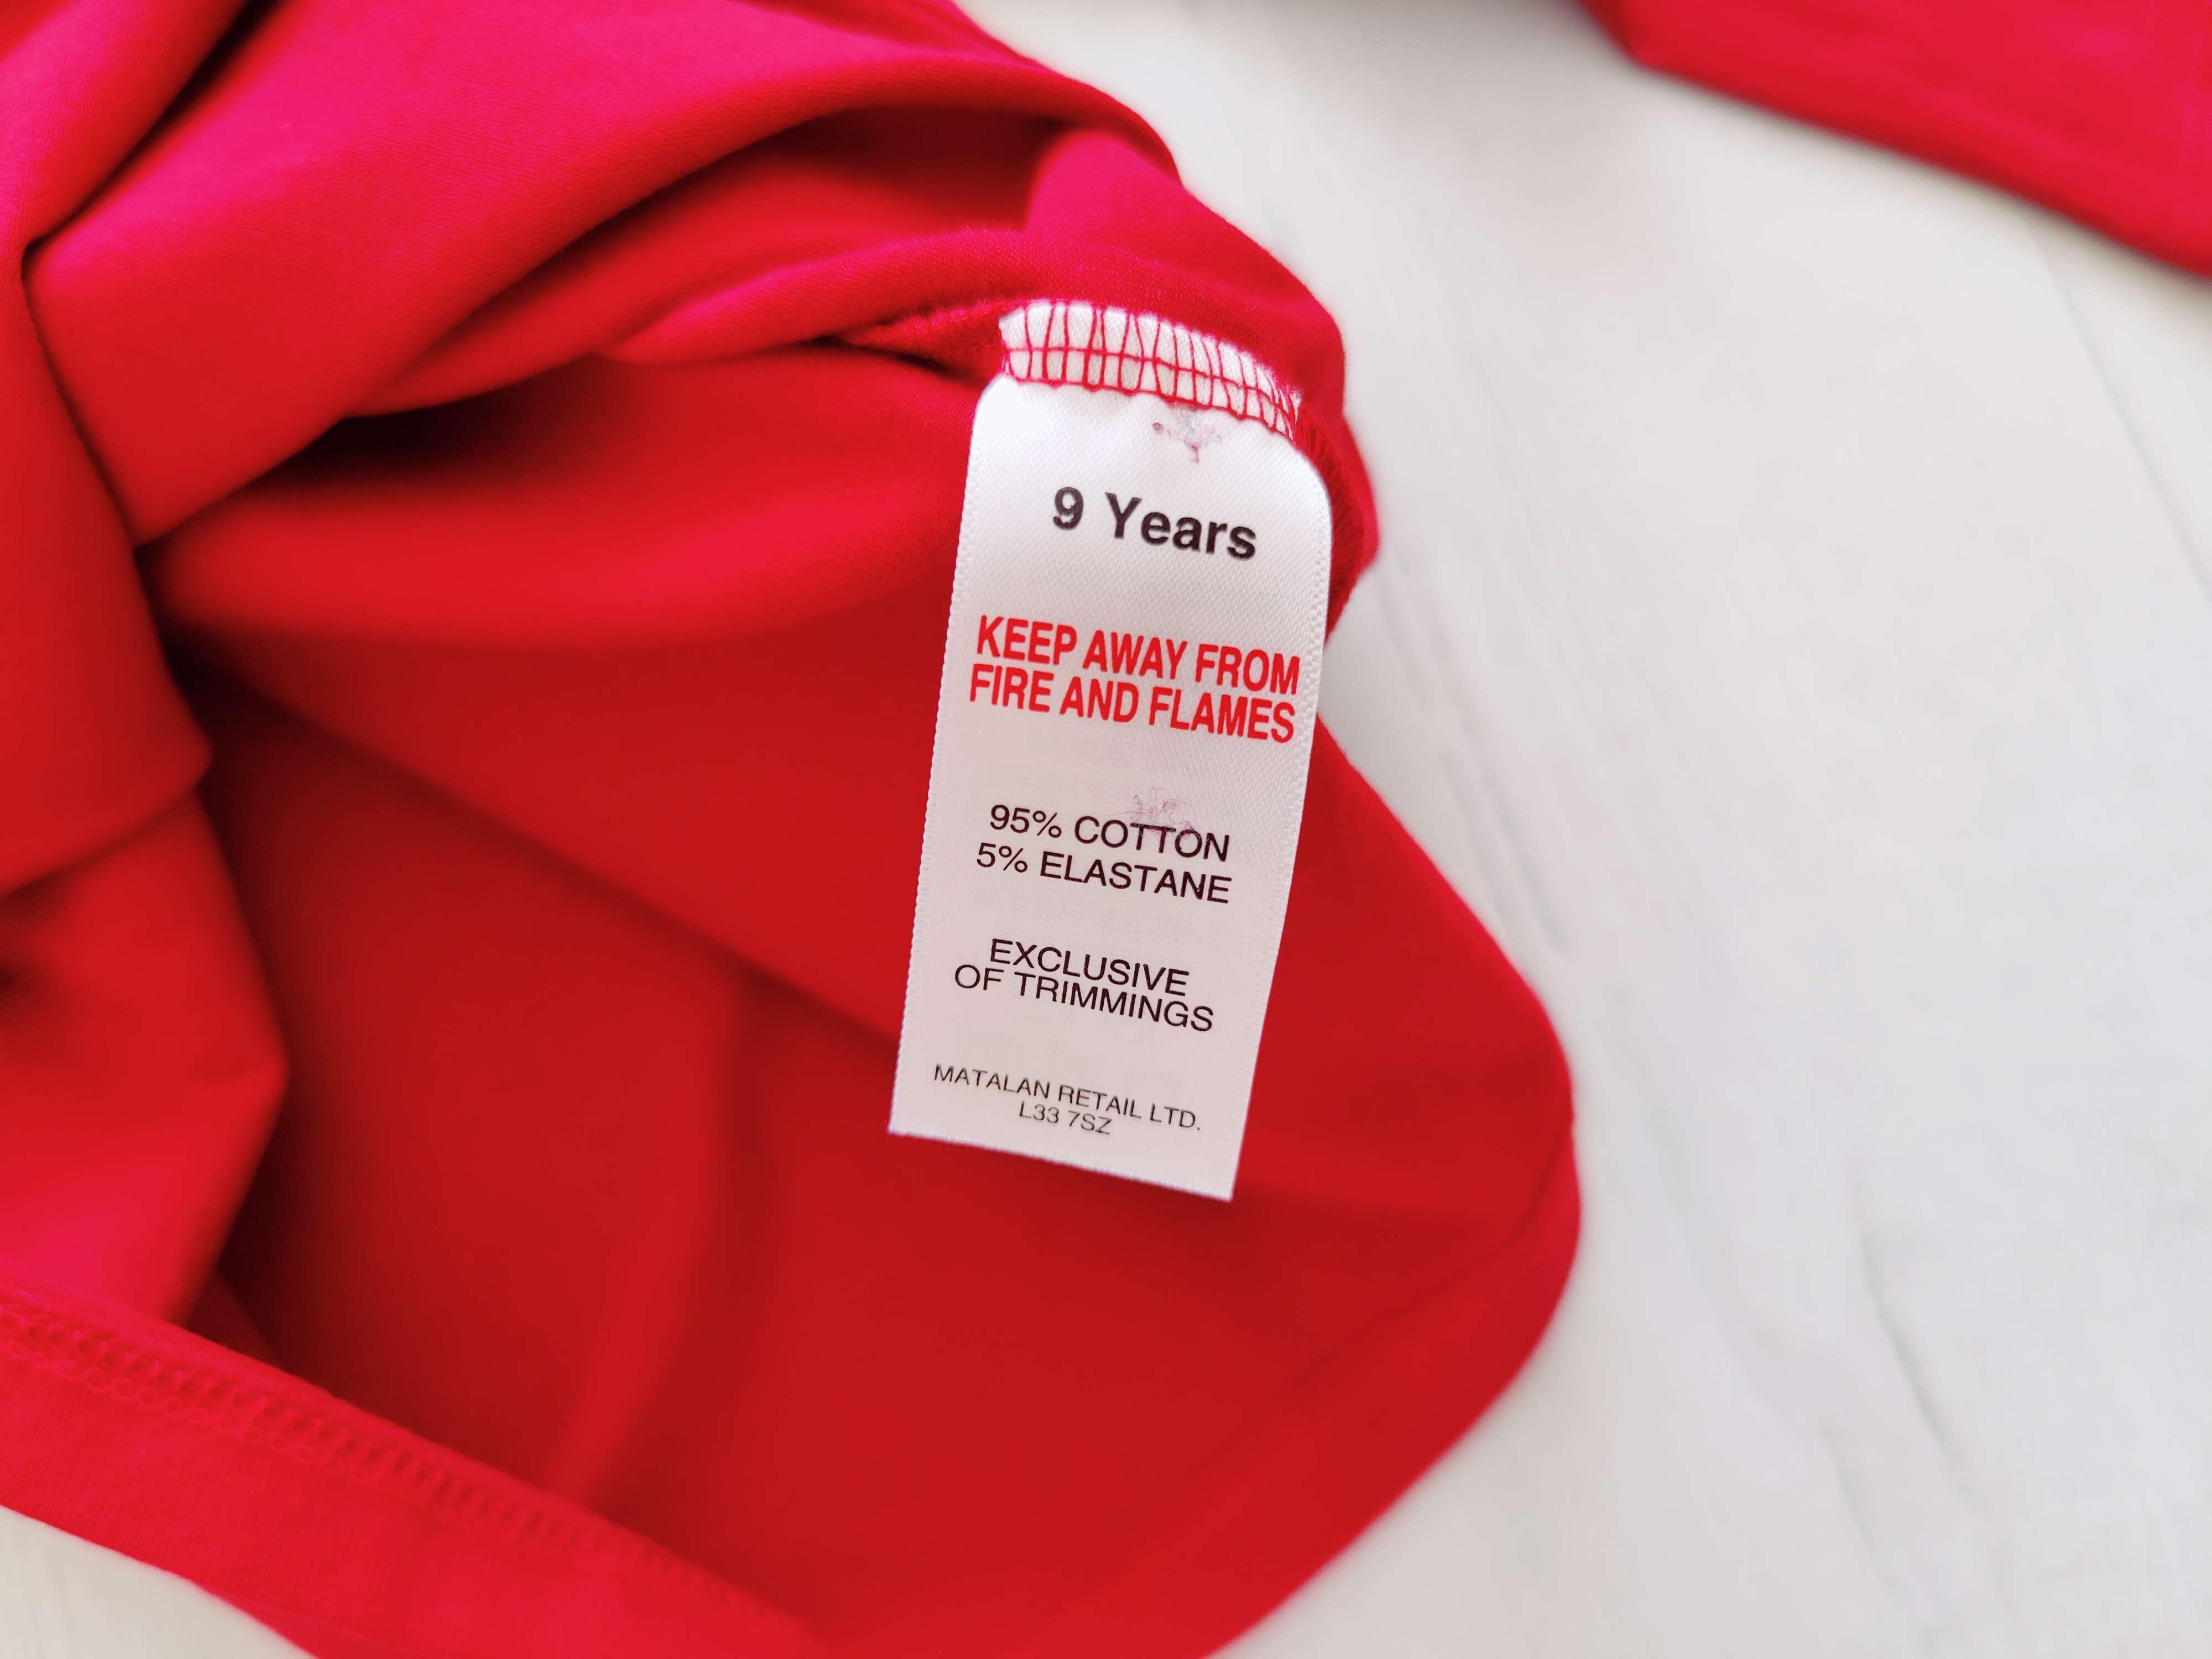 9 Years
KEEP AWAY FROM
FIRE AND FLAMES
95% COTTON
5% ELASTANE
EXCLUSIVE
OF TRIMMINGS
MATALAN RETAIL LTD.
L33 7SZ